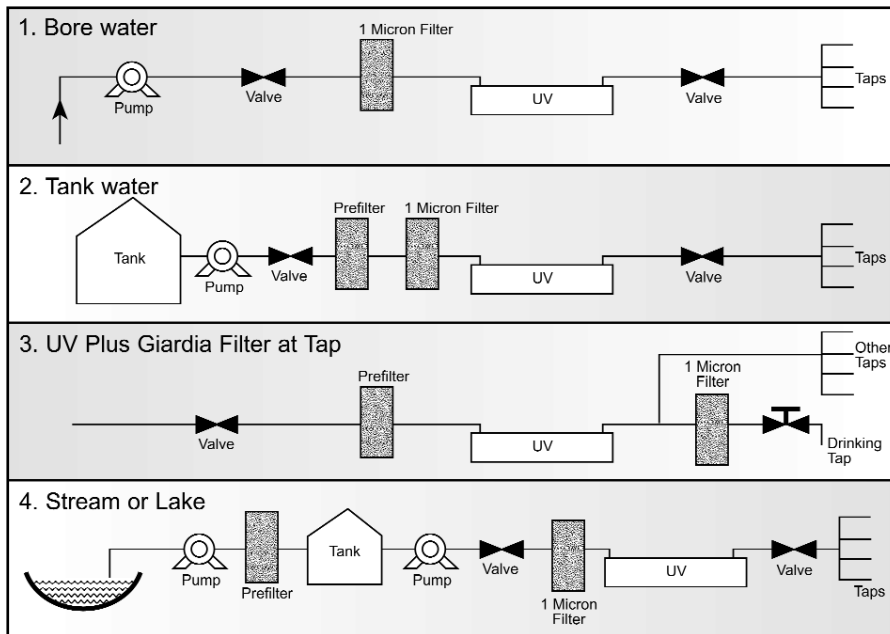 1. Bore water
1 Micron Filter
Pump
Valve
UV
Valve
Taps
2. Tank water
Prefilter
1 Micron Filter
Tank
Pump
Valve
UV
Valve
Taps
3. UV Plus Giardia Filter at Tap
Prefilter
1 Micron
Filter
Other
Taps
Valve
UV
Drinking
Tap
4. Stream or Lake
Pump
Prefilter
Tank
Pump
Valve
1 Micron
Filter
UV
Valve
Taps